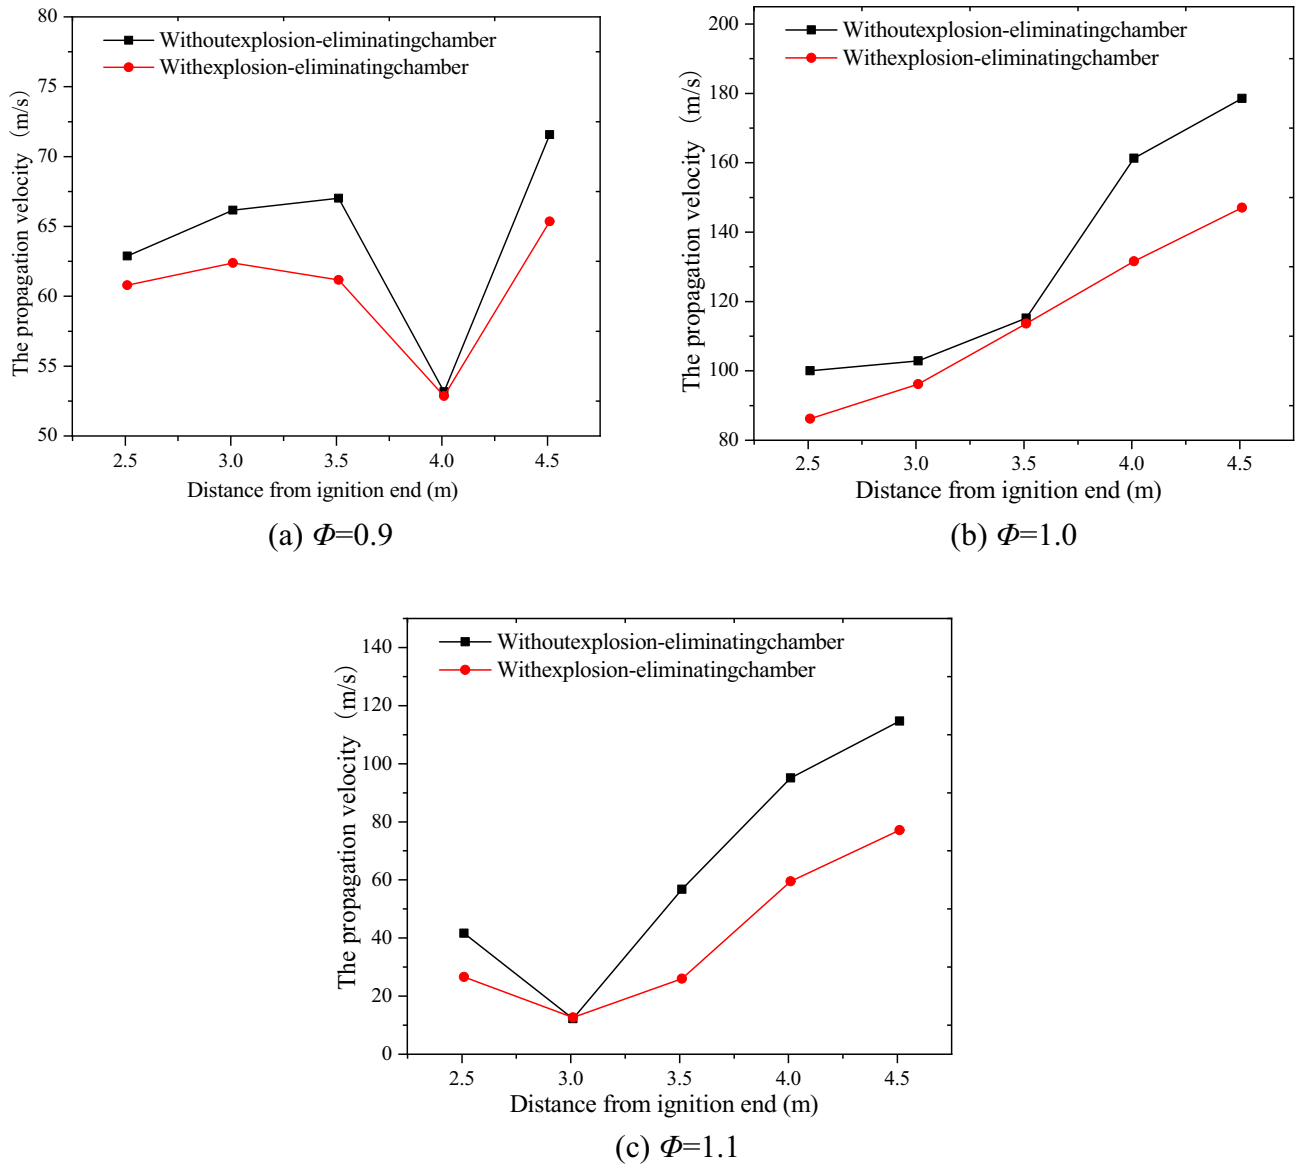 Withoutexplosion-eliminatingchamber
Withexplosion-eliminatingchamber
The propagation velocity（m/s）
80
75
70
65
60
55
50
2.5 3.0 3.5 4.0 4.5
Distance from ignition end (m)
(a) Φ=0.9
Withoutexplosion-eliminatingchamber
Withexplosion-eliminatingchamber
The propagation velocity（m/s）
200
180
160
140
120
100
80
2.5 3.0 3.5 4.0 4.5
Distance from ignition end (m)
(b) Φ=1.0
Withoutexplosion-eliminatingchamber
Withexplosion-eliminatingchamber
The propagation velocity（m/s）
140
120
100
80
60
40
20
0
2.5 3.0 3.5 4.0 4.5
Distance from ignition end (m)
(c) Φ=1.1